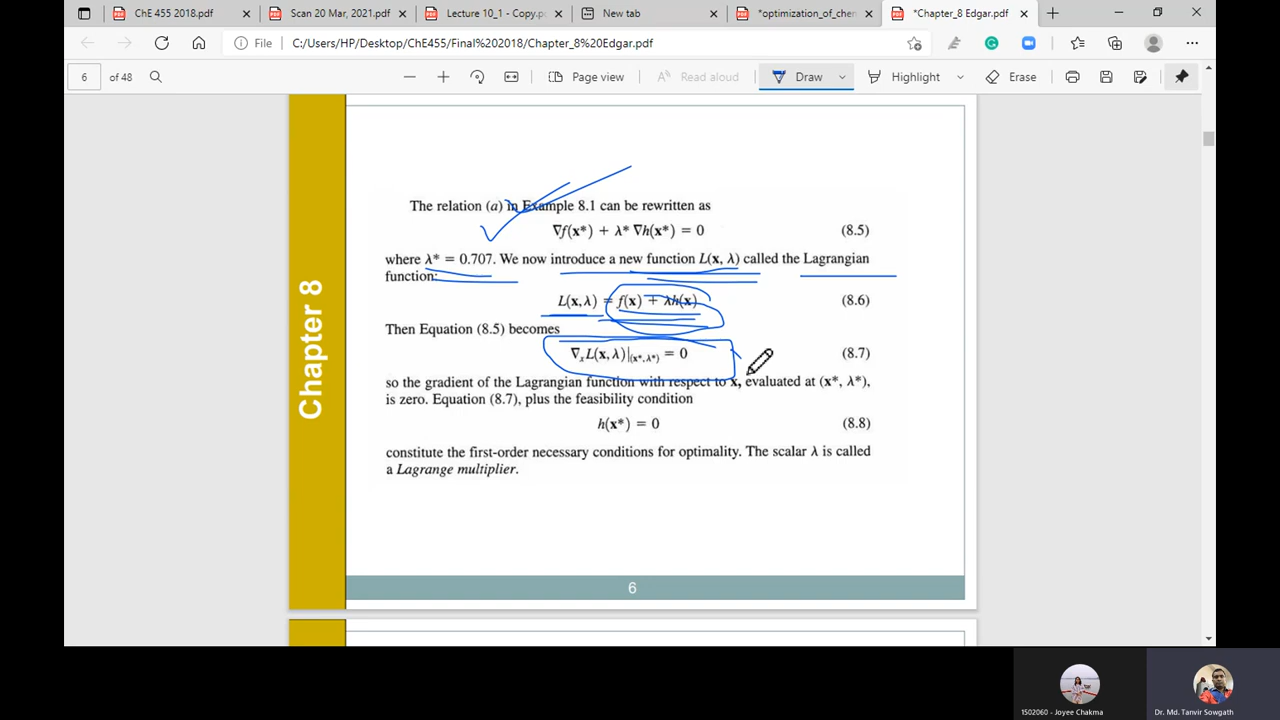 ChE 455 2018.pdf
Scan 20 Mar, 2021.pdf
Lecture 10_1 - Copy.p
New tab
*optimization_of_chen
*Chapter_8 Edgar.pdf
File
C:/Users/HP/Desktop/ChE455/Final%202018/Chapter_8%20Edgar.pdf
6 of 48
Page view
Read aloud
Draw
Highlight
Erase
Chapter 8
The relation (a) in Example 8.1 can be rewritten as
∇f(x*) + λ* ∇h(x*) = 0 (8.5)
where λ* = 0.707. We now introduce a new function L(x, λ) called the Lagrangian
function:
L(x,λ) = f(x) + λh(x) (8.6)
Then Equation (8.5) becomes
∇ₓL(x,λ)|(x*,λ*) = 0 (8.7)
so the gradient of the Lagrangian function with respect to x, evaluated at (x*, λ*),
is zero. Equation (8.7), plus the feasibility condition
h(x*) = 0 (8.8)
constitute the first-order necessary conditions for optimality. The scalar λ is called
a Lagrange multiplier.
6
1502060 - Joyee Chakma
Dr. Md. Tanvir Sowgath